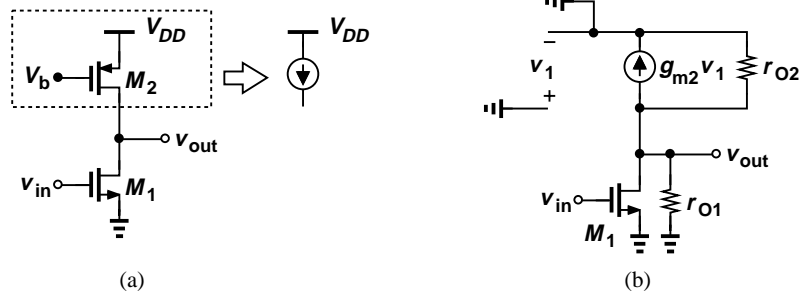 V_DD
V_DD
V_b
M_2
v_out
v_in
M_1
(a)
−
v_1
+
g_m2 v_1
r_O2
v_out
v_in
M_1
r_O1
(b)